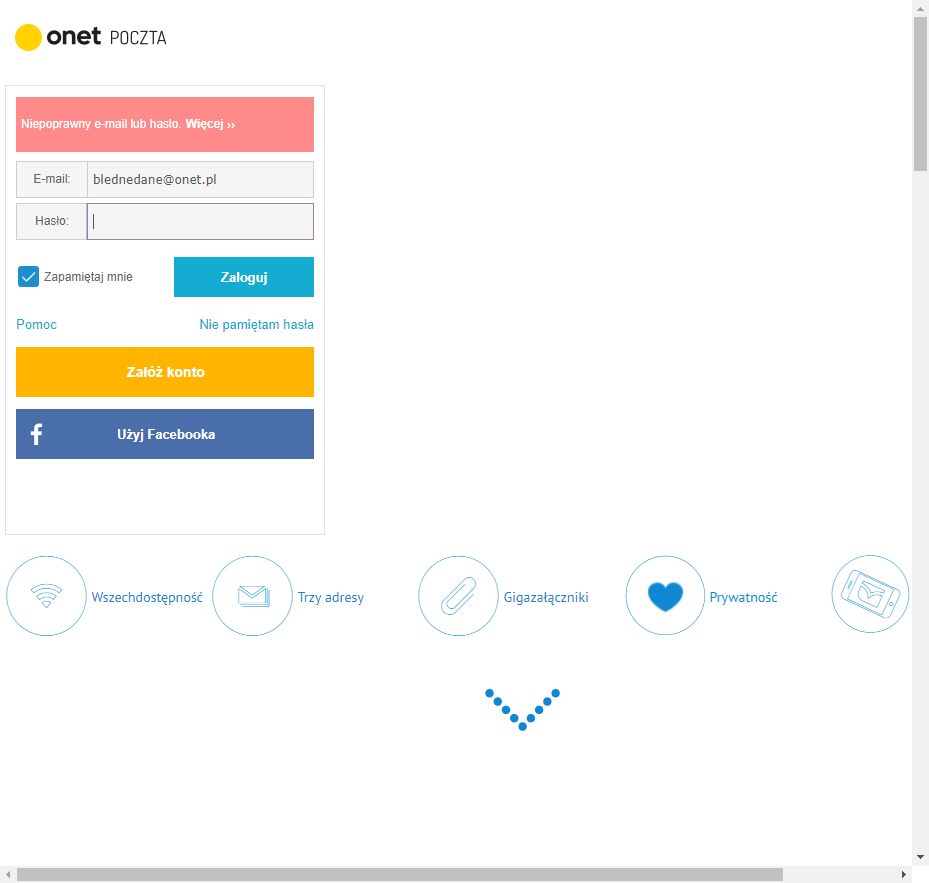 onet POCZTA
Niepoprawny e-mail lub hasło. Więcej ››
E-mail: blednedane@onet.pl
Hasło:
Zapamiętaj mnie Zaloguj
Pomoc Nie pamiętam hasła
Załóż konto
Użyj Facebooka
Wszechdostępność Trzy adresy Gigazałączniki Prywatność